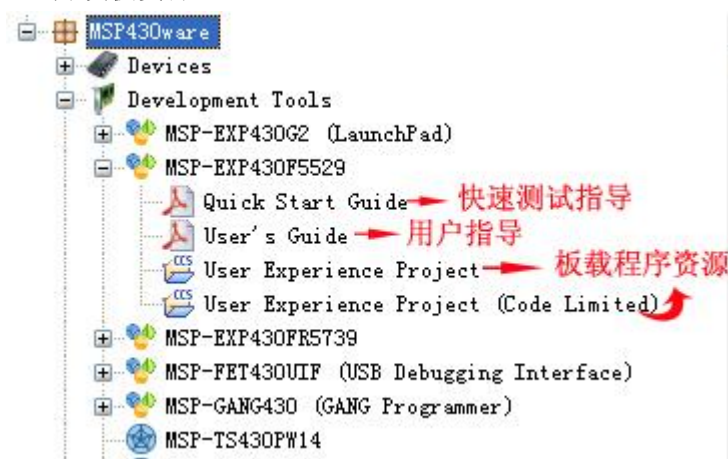 MSP430ware
Devices
Development Tools
MSP-EXP430G2 (LaunchPad)
MSP-EXP430F5529
Quick Start Guide 快速测试指导
User's Guide 用户指导
User Experience Project 板载程序资源
User Experience Project (Code Limited)
MSP-EXP430FR5739
MSP-FET430UIF (USB Debugging Interface)
MSP-GANG430 (GANG Programmer)
MSP-TS430PW14